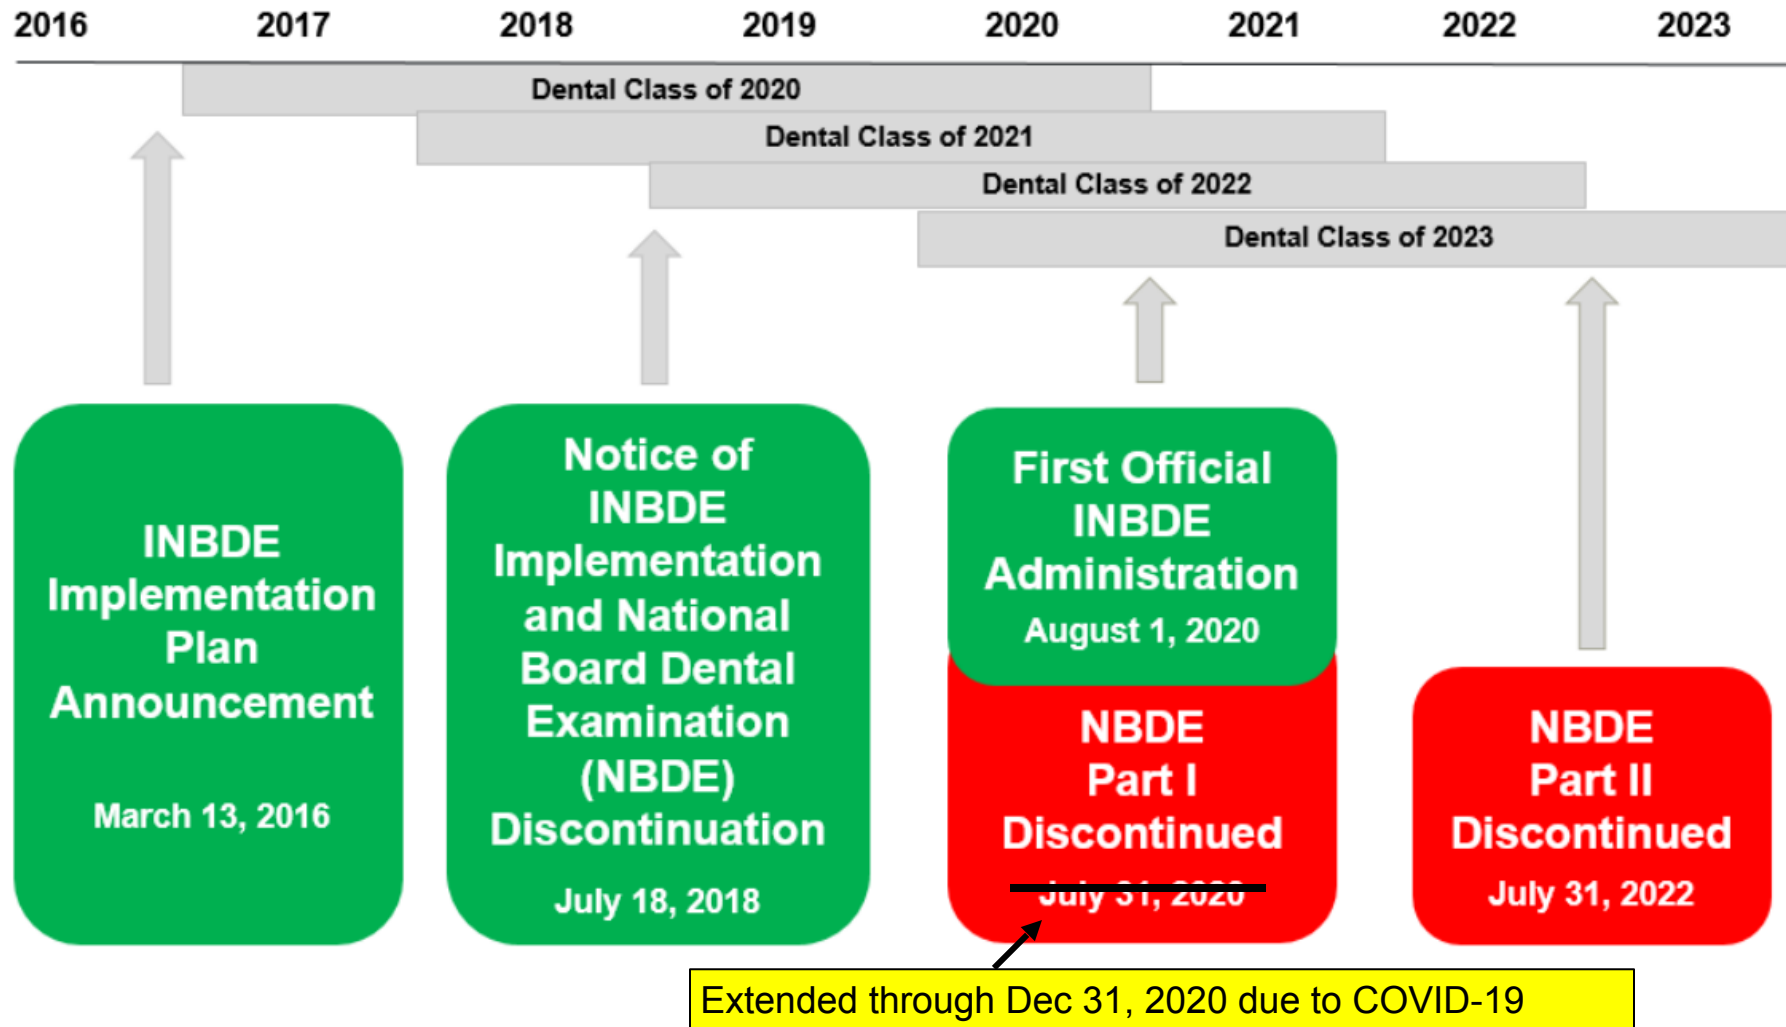 2016 2017 2018 2019 2020 2021 2022 2023
Dental Class of 2020
Dental Class of 2021
Dental Class of 2022
Dental Class of 2023
INBDE
Implementation
Plan
Announcement
March 13, 2016
Notice of
INBDE
Implementation
and National
Board Dental
Examination
(NBDE)
Discontinuation
July 18, 2018
First Official
INBDE
Administration
August 1, 2020
NBDE
Part I
Discontinued
July 31, 2020
NBDE
Part II
Discontinued
July 31, 2022
Extended through Dec 31, 2020 due to COVID-19